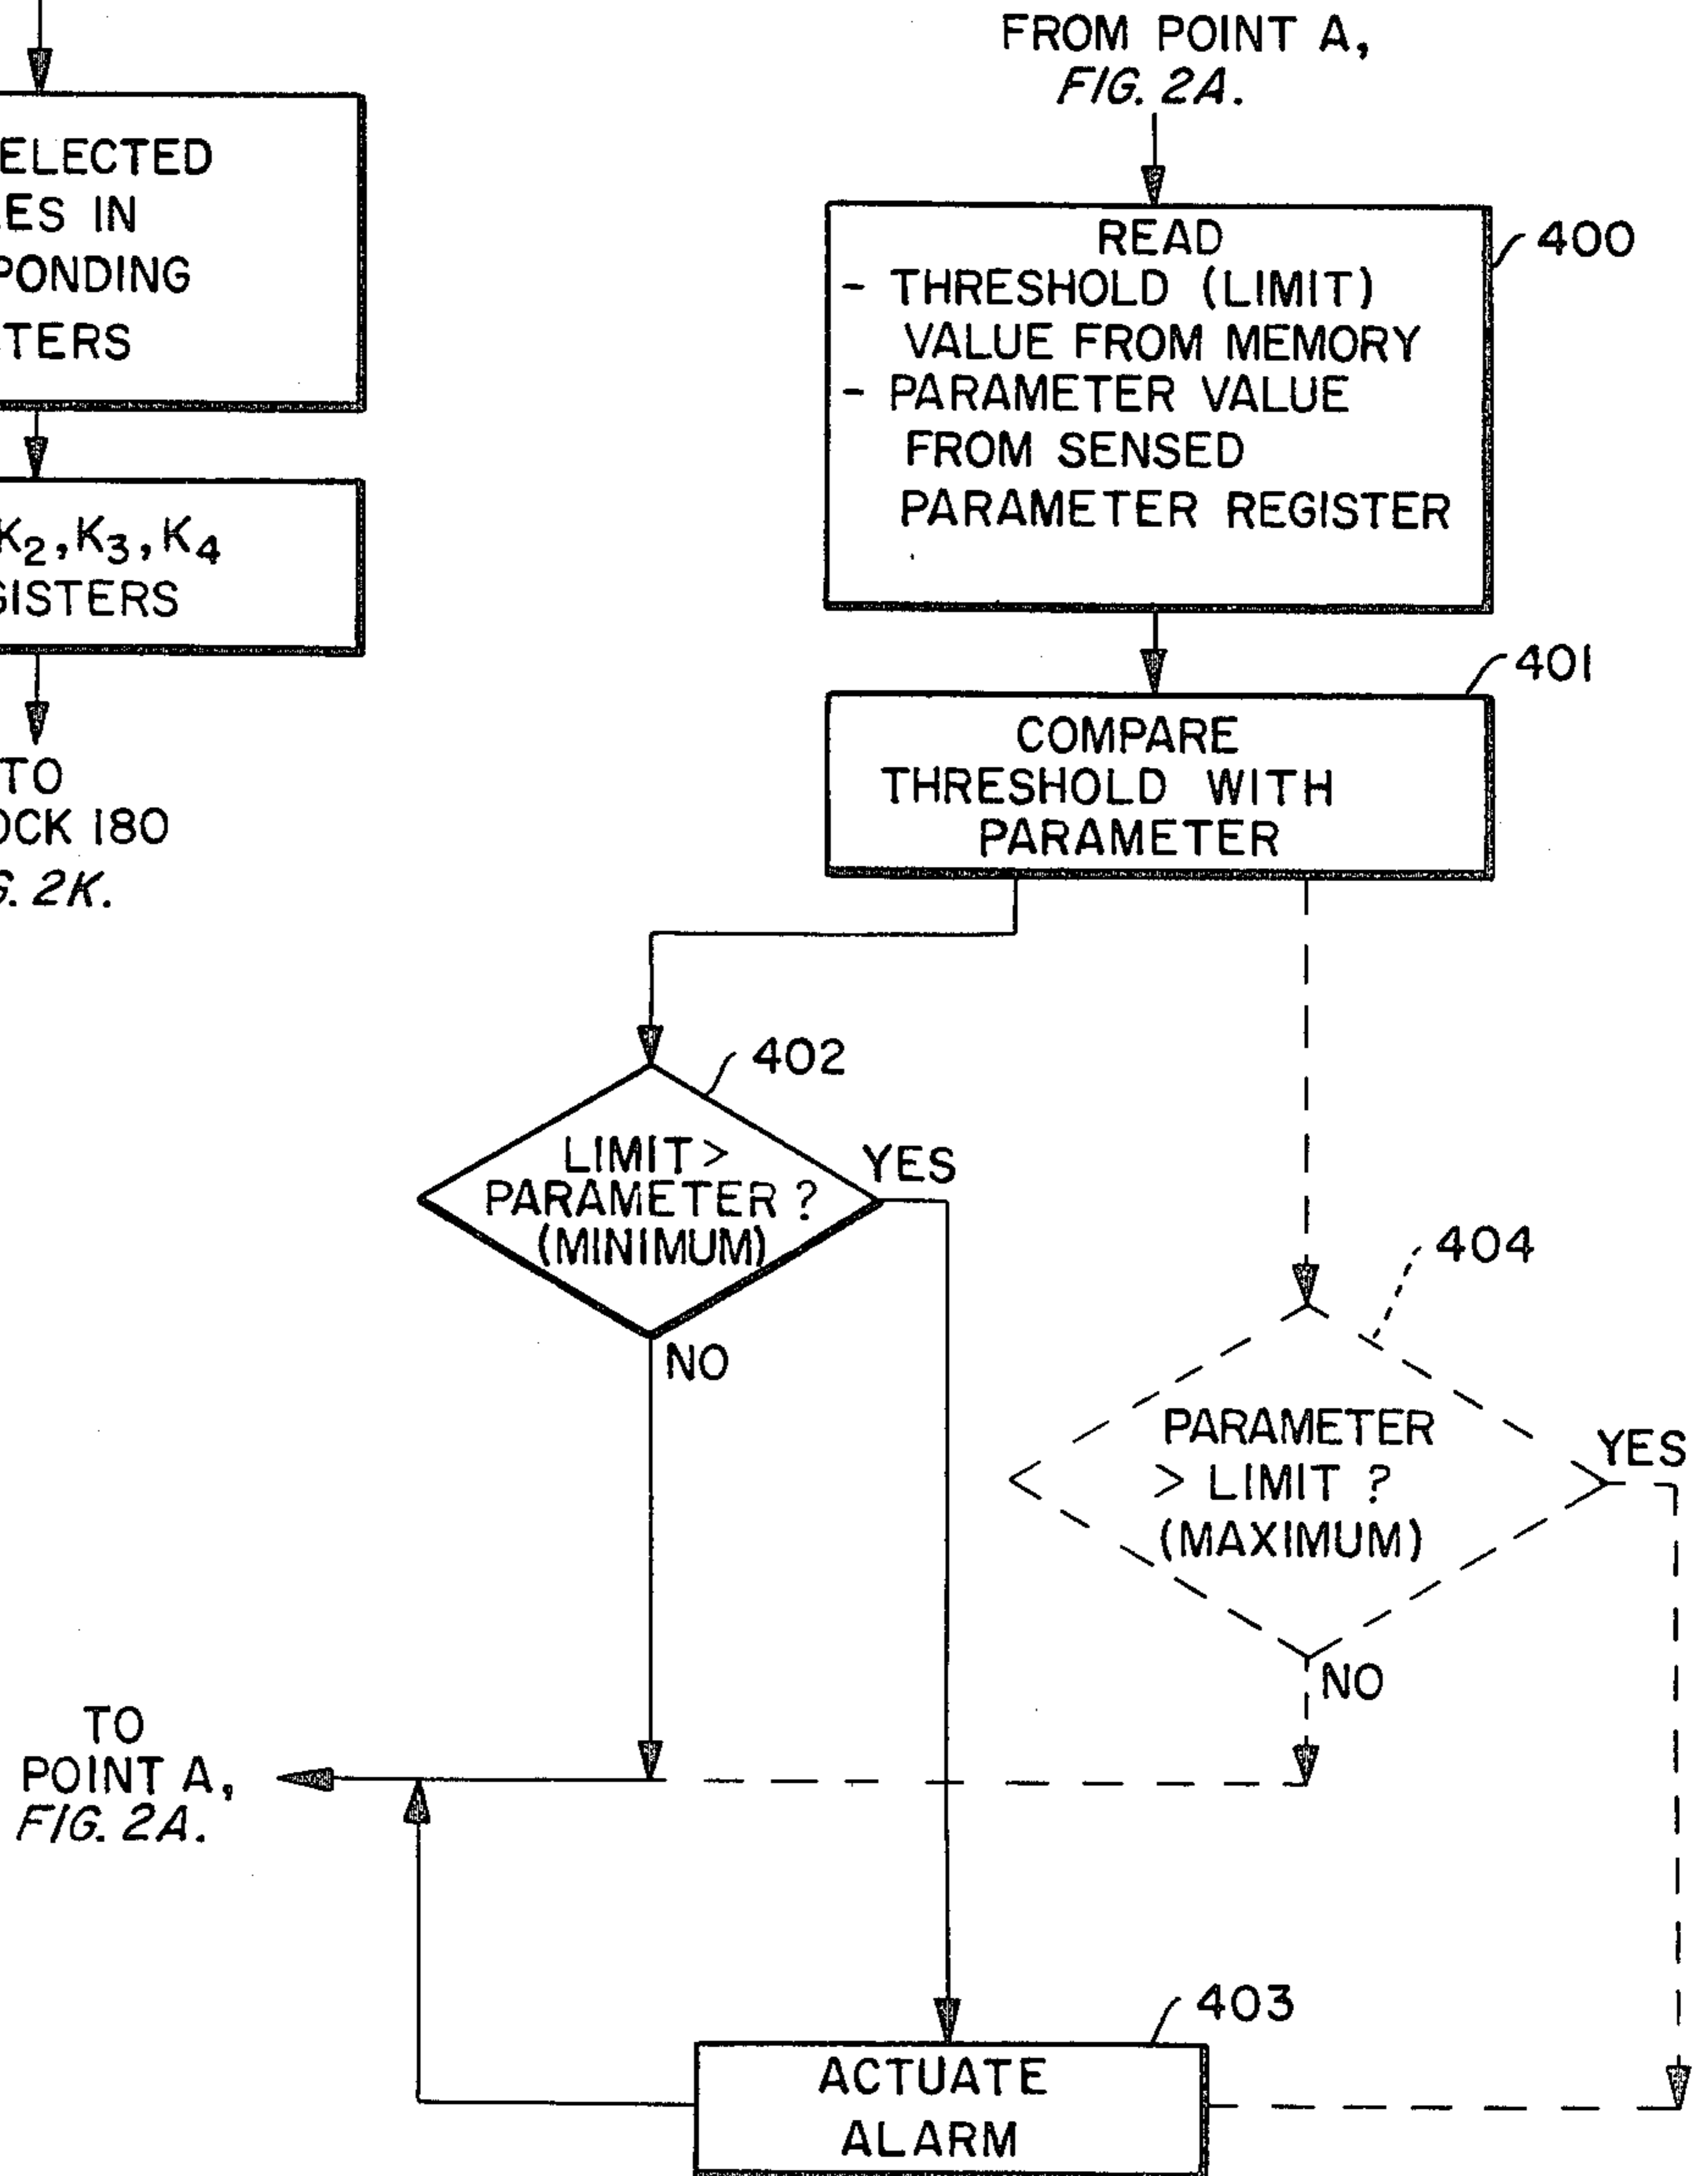 ELECTED
ES IN
PONDING
TERS
K2, K3, K4
GISTERS
TO
OCK 180
G. 2K.
FROM POINT A,
FIG. 2A.
400
READ
- THRESHOLD (LIMIT)
VALUE FROM MEMORY
- PARAMETER VALUE
FROM SENSED
PARAMETER REGISTER
401
COMPARE
THRESHOLD WITH
PARAMETER
402
LIMIT >
PARAMETER ?
(MINIMUM)
YES
NO
404
PARAMETER
> LIMIT ?
(MAXIMUM)
YES
NO
TO
POINT A,
FIG. 2A.
403
ACTUATE
ALARM